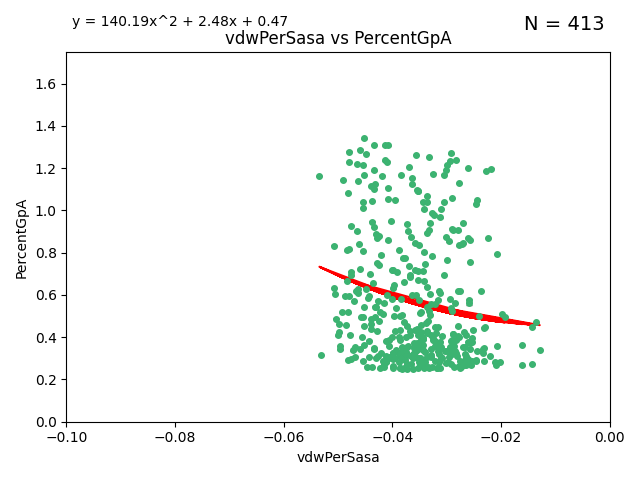 y = 140.19x^2 + 2.48x + 0.47
N = 413
vdwPerSasa vs PercentGpA
PercentGpA
1.6
1.4
1.2
1.0
0.8
0.6
0.4
0.2
0.0
−0.10 −0.08 −0.06 −0.04 −0.02 0.00
vdwPerSasa